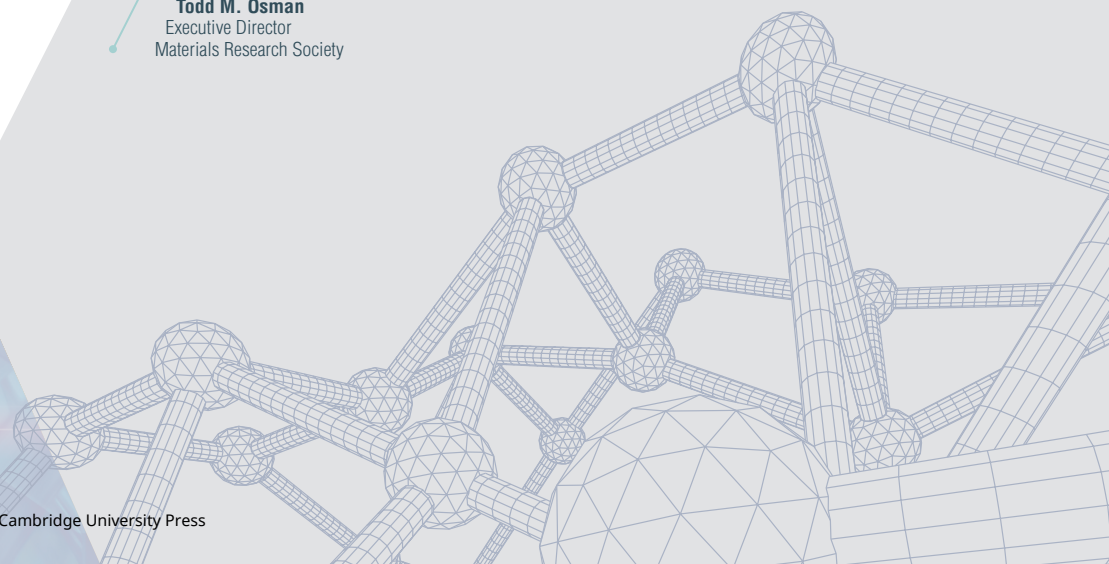 Todd M. Osman
Executive Director
Materials Research Society
Cambridge University Press